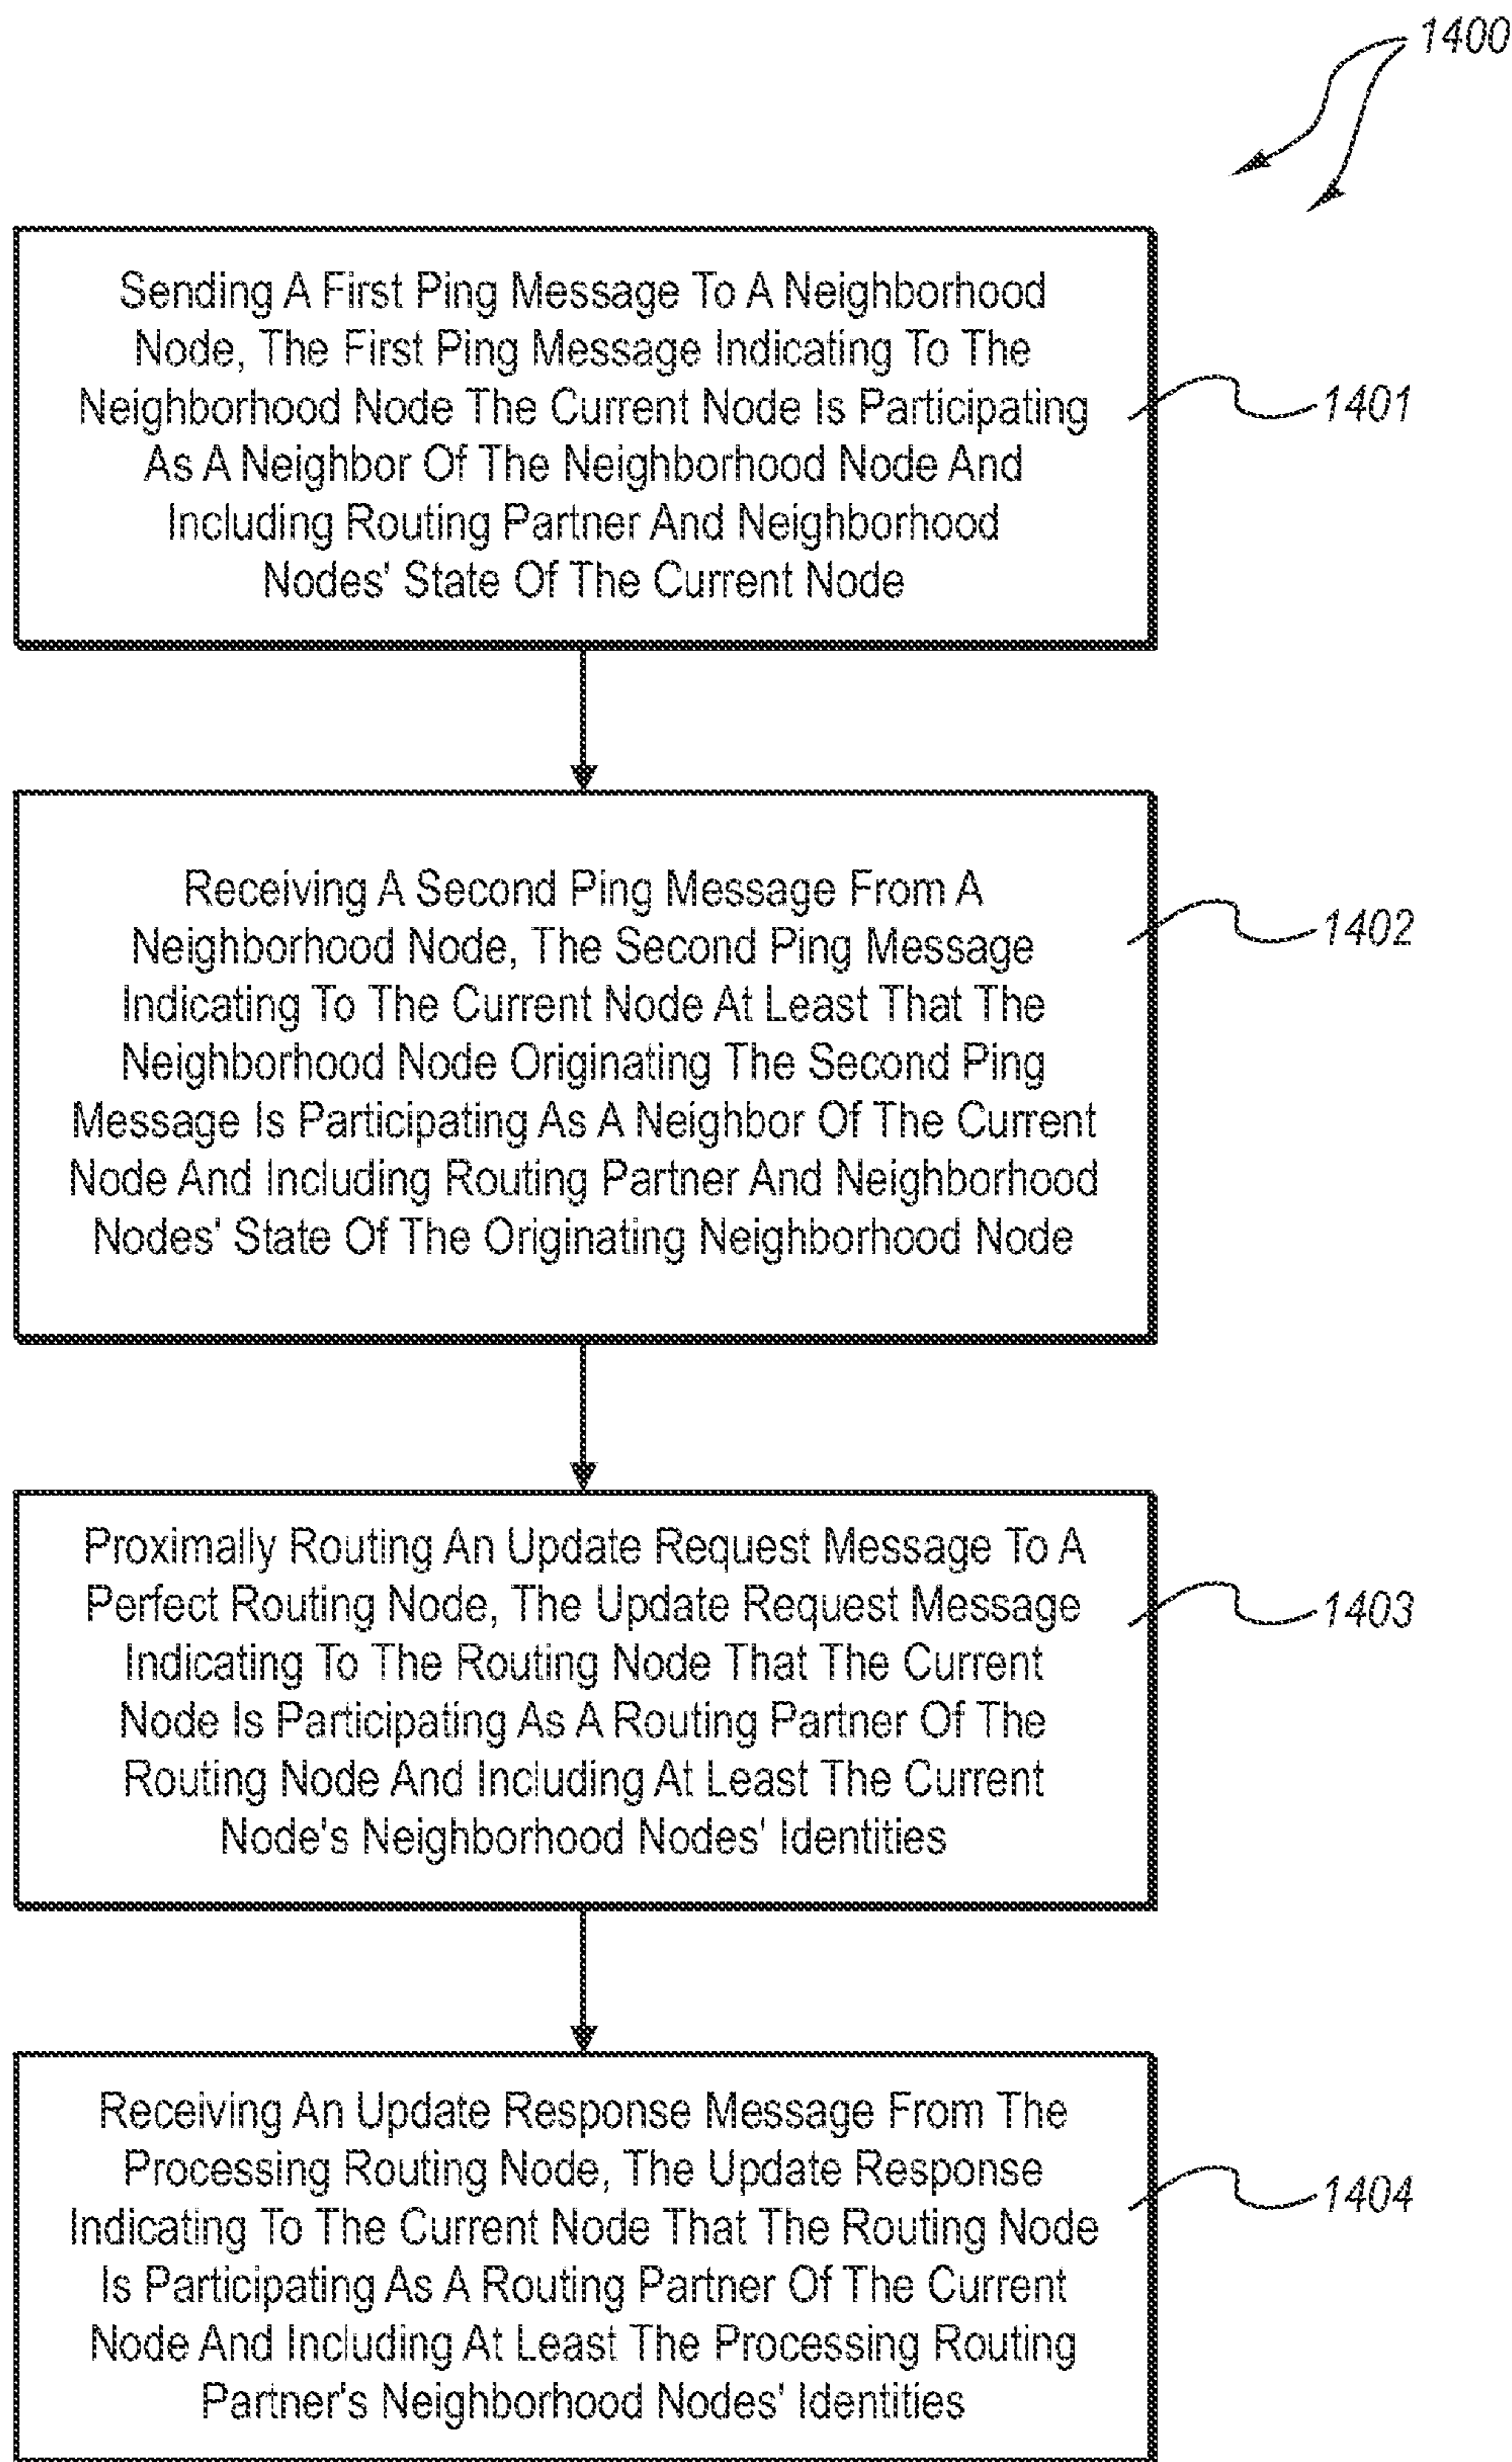 1400
Sending A First Ping Message To A Neighborhood
Node, The First Ping Message Indicating To The
Neighborhood Node The Current Node Is Participating
As A Neighbor Of The Neighborhood Node And
Including Routing Partner And Neighborhood
Nodes' State Of The Current Node
1401
Receiving A Second Ping Message From A
Neighborhood Node, The Second Ping Message
Indicating To The Current Node At Least That The
Neighborhood Node Originating The Second Ping
Message Is Participating As A Neighbor Of The Current
Node And Including Routing Partner And Neighborhood
Nodes' State Of The Originating Neighborhood Node
1402
Proximally Routing An Update Request Message To A
Perfect Routing Node, The Update Request Message
Indicating To The Routing Node That The Current
Node Is Participating As A Routing Partner Of The
Routing Node And Including At Least The Current
Node's Neighborhood Nodes' Identities
1403
Receiving An Update Response Message From The
Processing Routing Node, The Update Response
Indicating To The Current Node That The Routing Node
Is Participating As A Routing Partner Of The Current
Node And Including At Least The Processing Routing
Partner's Neighborhood Nodes' Identities
1404